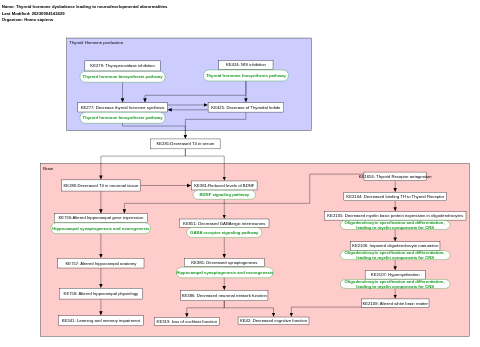 Name: Thyroid hormone dysbalance leading to neurodevelopmental abnormalities
Last Modified: 20230904143429
Organism: Homo sapiens
Thyroid Hormone production
KE279: Thyroperoxidase inhibition
Thyroid hormone biosynthesis pathway
KE424: NIS inhibition
Thyroid hormone biosynthesis pathway
KE277: Decrease thyroid hormone synthesis
Thyroid hormone biosynthesis pathway
KE425: Decrease of Thyroidal iodide
KE281:Decreased T4 in serum
Brain
KE280:Decreased T4 in neuronal tissue
KE381:Reduced levels of BDNF
BDNF signaling pathway
KE1656: Thyroid Receptor antagonism
KE2104: Decreased binding TH to Thyroid Receptor
KE756:Altered hippocampal gene expression
Hippocampal synaptogenesis and neurogenesis
KE851: Decreased GABAergic interneurons
GABA receptor signaling pathway
KE2105: Decreased myelin basic protein expression in oligodendrocytes
Oligodendrocyte specification and differentiation,
leading to myelin components for CNS
KE2106: Impaired oligodendrocyte maturation
Oligodendrocyte specification and differentiation,
leading to myelin components for CNS
KE757: Altered hippocampal anatomy
KE385: Decreased synaptogenesis
Hippocampal synaptogenesis and neurogenesis
KE2107: Hypomyelination
Oligodendrocyte specification and differentiation,
leading to myelin components for CNS
KE758: Altered hippocampal physiology
KE386: Decreased neuronal network function
KE2108: Altered white brain matter
KE341: Learning and memory impairment
KE319: loss of cochlear function
KE42: Decreased cognitive function